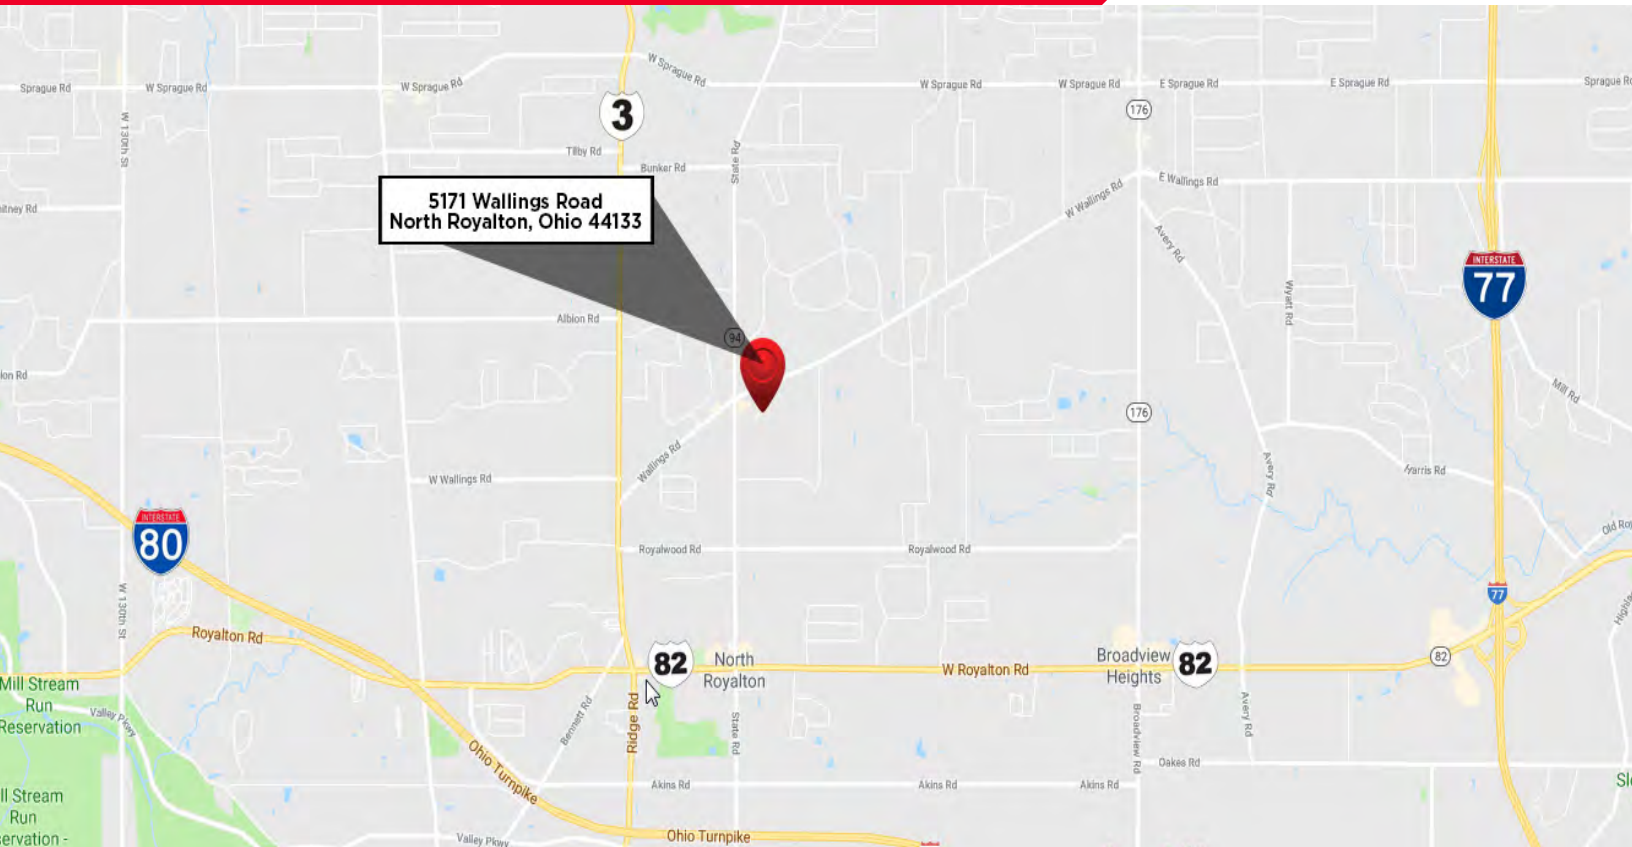 W Sprague Rd
Sprague Rd
W Sprague Rd
W Sprague Rd
W Sprague Rd
W Sprague Rd
E Sprague Rd
E Sprague Rd
3
176
W 130th St
Tilby Rd
State Rd
Bunker Rd
E Wallings Rd
W Wallings Rd
5171 Wallings Road
North Royalton, Ohio 44133
Avery Rd
INTERSTATE
77
Wyatt Rd
Albion Rd
94
Mill Rd
176
Wallings Rd
W Wallings Rd
Avery Rd
Harris Rd
INTERSTATE
80
Royalwood Rd
Royalwood Rd
77
W 130th St
Royalton Rd
82
North
Royalton
W Royalton Rd
Broadview
Heights
82
82
Mill Stream
Run
Reservation
Valley Pkwy
Bennett Rd
Ridge Rd
State Rd
Broadview Rd
Avery Rd
Oakes Rd
Ohio Turnpike
Akins Rd
Akins Rd
Akins Rd
Run
Ohio Turnpike
Valley Pkwy